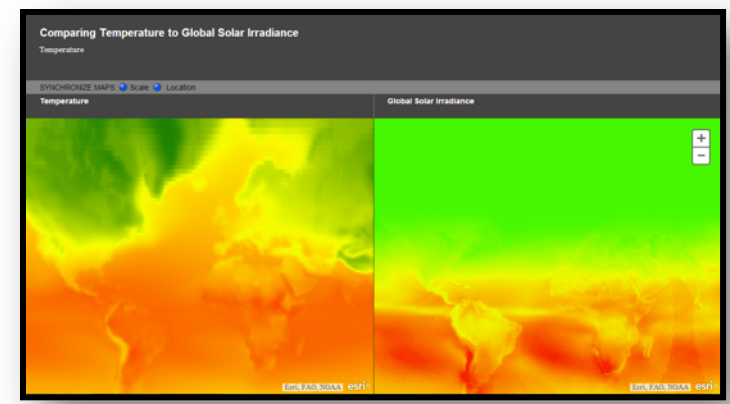 Comparing Temperature to Global Solar Irradiance
Temperature
SYNCHRONIZE MAPS: Scale Location
Temperature
Global Solar Irradiance
+
−
Esri, FAO, NOAA esri
Esri, FAO, NOAA esri